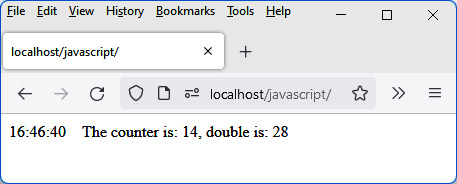 File Edit View History Bookmarks Tools Help
localhost/javascript/
localhost/javascript/
16:46:40 The counter is: 14, double is: 28